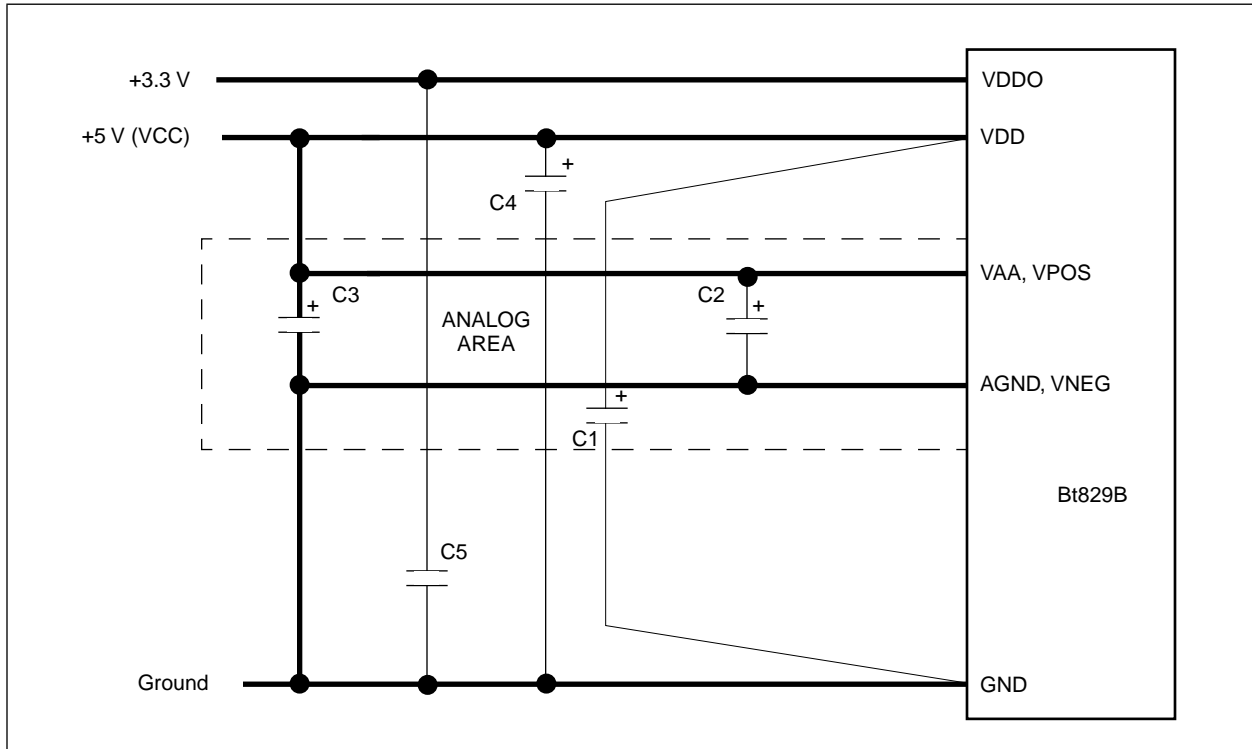 +3.3 V
VDDO
+5 V (VCC)
VDD
+
C4
VAA, VPOS
C3
C2
+
+
ANALOG
AREA
AGND, VNEG
+
C1
Bt829B
C5
Ground
GND